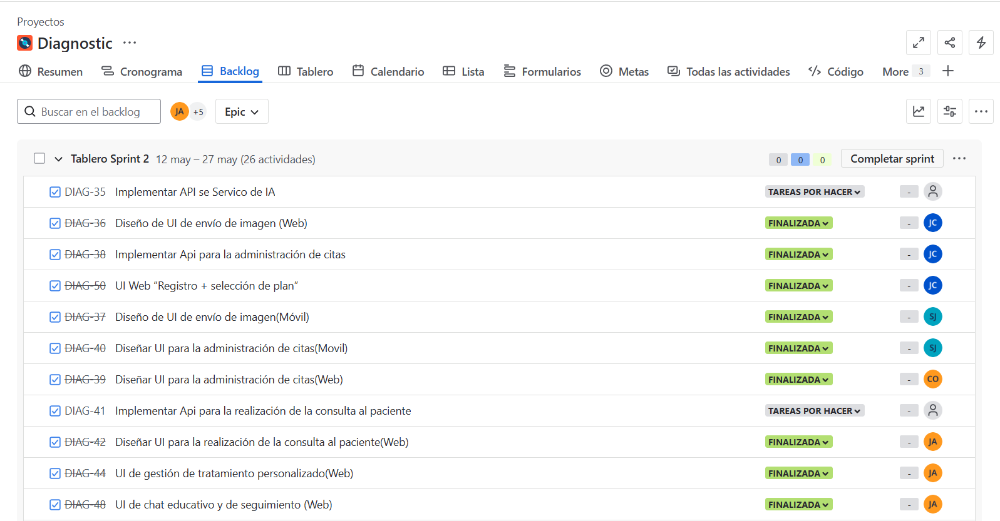 Proyectos
Diagnostic
Resumen Cronograma Backlog Tablero Calendario Lista Formularios Metas Todas las actividades Código More 3
Buscar en el backlog JA +5 Epic
Tablero Sprint 2 12 may – 27 may (26 actividades) 0 0 0 Completar sprint
DIAG-35 Implementar API se Servico de IA TAREAS POR HACER -
DIAG-36 Diseño de UI de envío de imagen (Web) FINALIZADA - JC
DIAG-38 Implementar Api para la administración de citas FINALIZADA - JC
DIAG-50 UI Web “Registro + selección de plan” FINALIZADA - JC
DIAG-37 Diseño de UI de envío de imagen(Móvil) FINALIZADA - SJ
DIAG-40 Diseñar UI para la administración de citas(Movil) FINALIZADA - SJ
DIAG-39 Diseñar UI para la administración de citas(Web) FINALIZADA - CO
DIAG-41 Implementar Api para la realización de la consulta al paciente TAREAS POR HACER -
DIAG-42 Diseñar UI para la realización de la consulta al paciente(Web) FINALIZADA - JA
DIAG-44 UI de gestión de tratamiento personalizado(Web) FINALIZADA - JA
DIAG-48 UI de chat educativo y de seguimiento (Web) FINALIZADA - JA